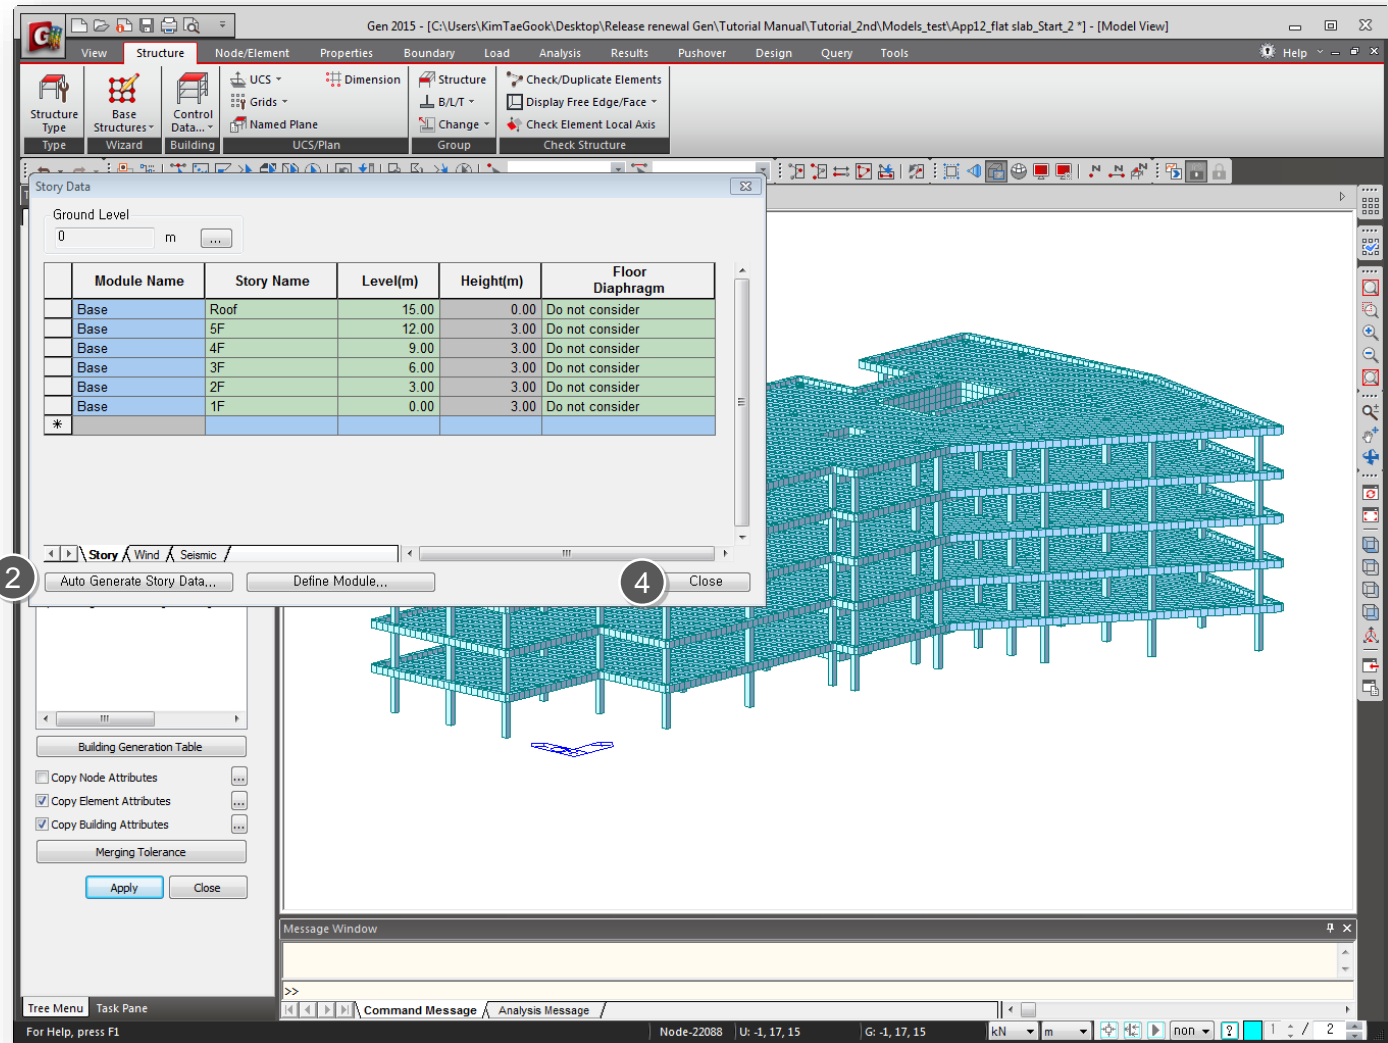 Gen 2015 - [C:\Users\KimTaeGook\Desktop\Release renewal Gen\Tutorial Manual\Tutorial_2nd\Models_test\App12_flat slab_Start_2 *] - [Model View]
View Structure Node/Element Properties Boundary Load Analysis Results Pushover Design Query Tools Help
Structure Type
Base Structures
Control Data...
UCS
Grids
Named Plane
Dimension
Structure
B/L/T
Change
Check/Duplicate Elements
Display Free Edge/Face
Check Element Local Axis
Type Wizard Building UCS/Plan Group Check Structure
Story Data
Ground Level
0 m ...
Module Name Story Name Level(m) Height(m) Floor Diaphragm
Base Roof 15.00 0.00 Do not consider
Base 5F 12.00 3.00 Do not consider
Base 4F 9.00 3.00 Do not consider
Base 3F 6.00 3.00 Do not consider
Base 2F 3.00 3.00 Do not consider
Base 1F 0.00 3.00 Do not consider
*
Story Wind Seismic
2 Auto Generate Story Data... Define Module... 4 Close
Building Generation Table
Copy Node Attributes ...
Copy Element Attributes ...
Copy Building Attributes ...
Merging Tolerance
Apply Close
Message Window
>>
Tree Menu Task Pane
Command Message Analysis Message
For Help, press F1 Node-22088 U: -1, 17, 15 G: -1, 17, 15 kN m non ? 1 / 2